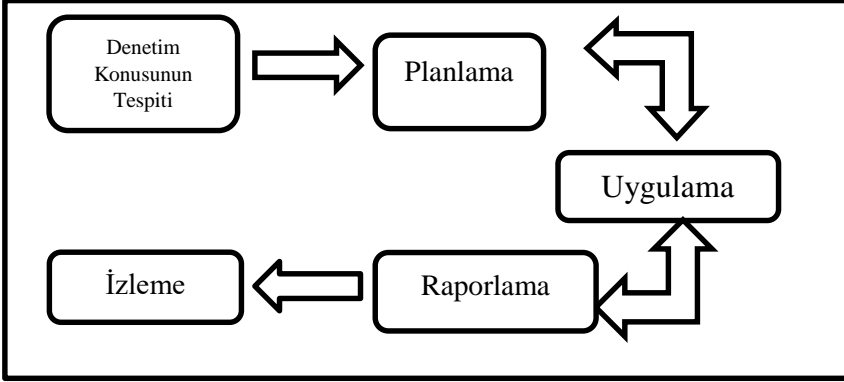 Denetim
Konusunun
Tespiti
Planlama
Uygulama
Raporlama
İzleme